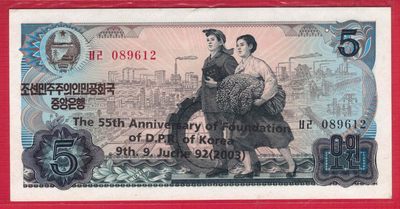 5
ㅂㄹ 089612
조선민주주의인민공화국
중앙은행
The 55th Anniversary of Foundation
of D.P.R of Korea
9th. 9. Juche 92(2003)
ㅂㄹ 089612
5
오원